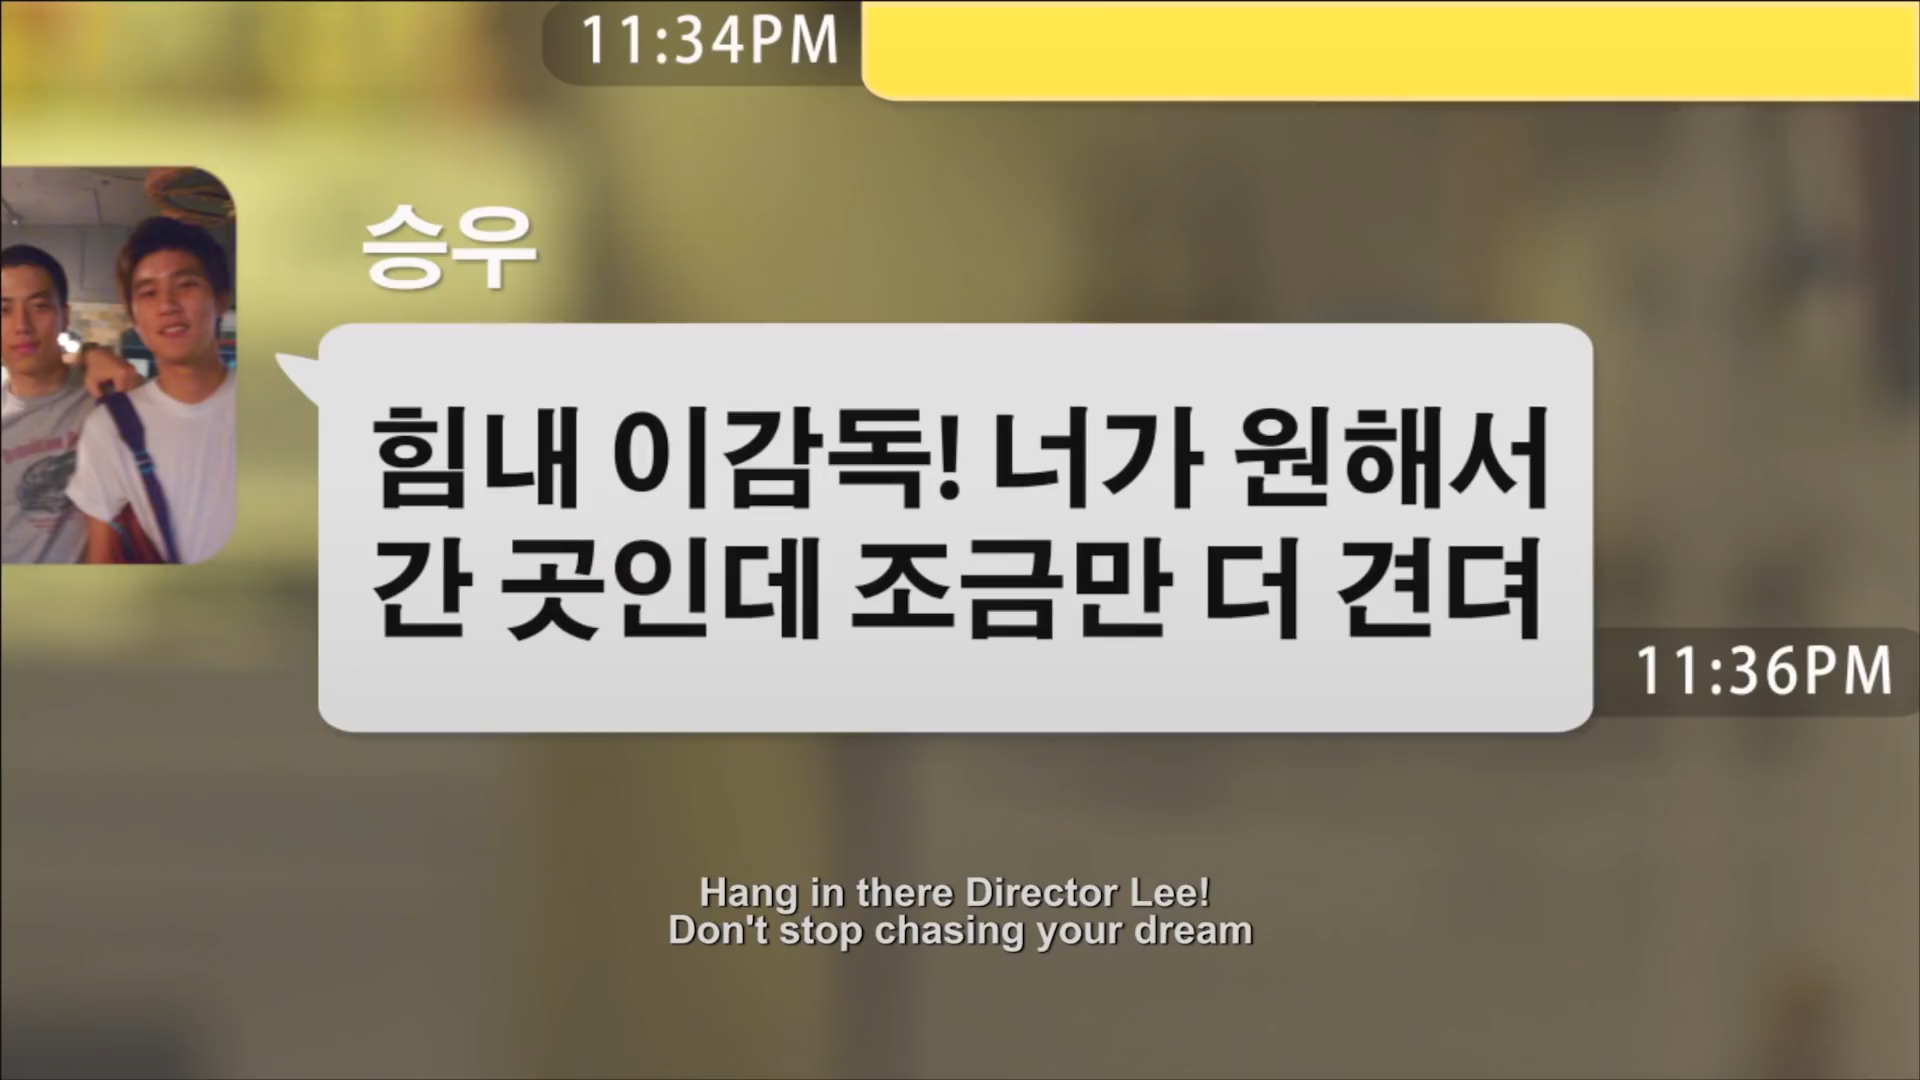 11:34PM
승우
힘내 이감독! 너가 원해서
간 곳인데 조금만 더 견뎌
11:36PM
Hang in there Director Lee!
Don't stop chasing your dream